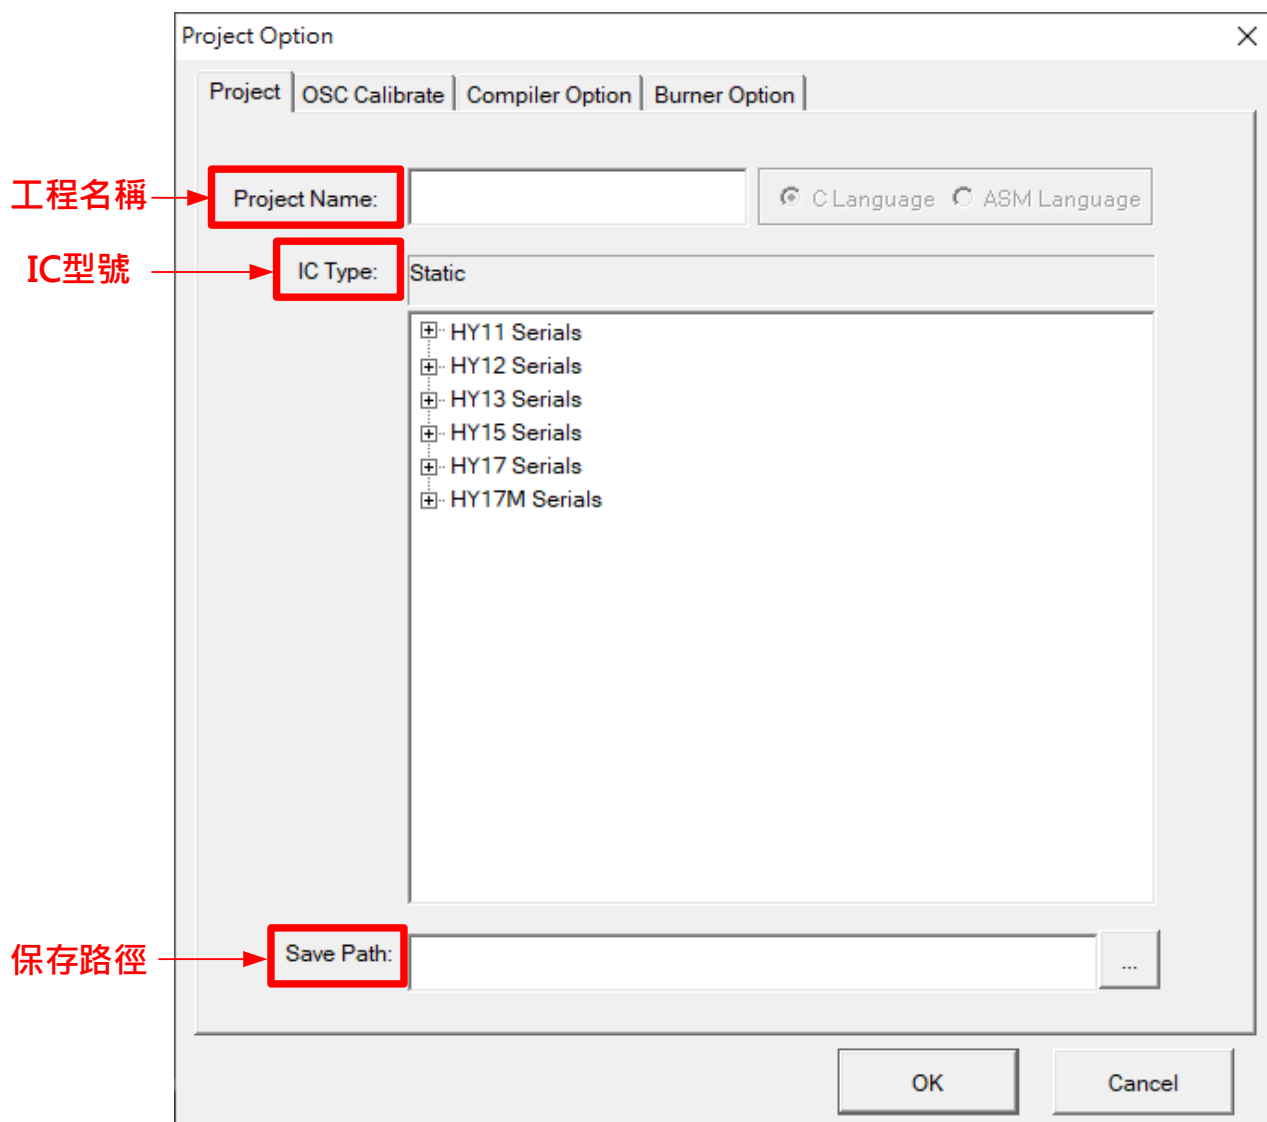 Project Option
Project OSC Calibrate Compiler Option Burner Option
工程名稱 Project Name: C Language ASM Language
IC型號 IC Type: Static
HY11 Serials
HY12 Serials
HY13 Serials
HY15 Serials
HY17 Serials
HY17M Serials
保存路徑 Save Path: ...
OK Cancel